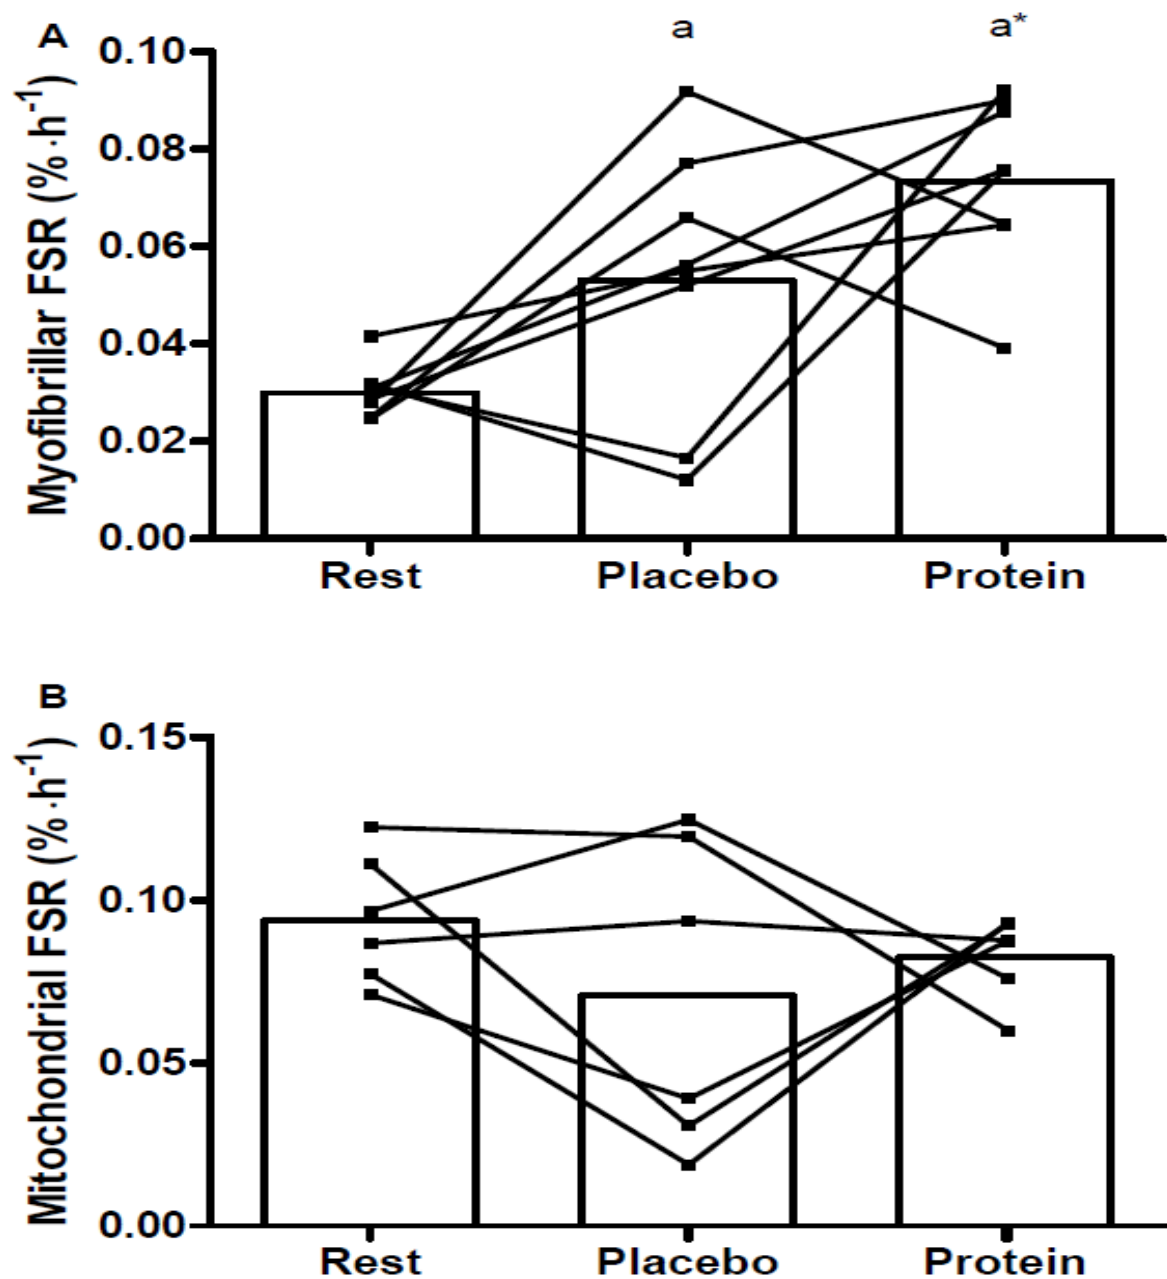 A
a
a*
Myofibrillar FSR (%·h⁻¹)
0.10
0.08
0.06
0.04
0.02
0.00
Rest Placebo Protein
B
Mitochondrial FSR (%·h⁻¹)
0.15
0.10
0.05
0.00
Rest Placebo Protein